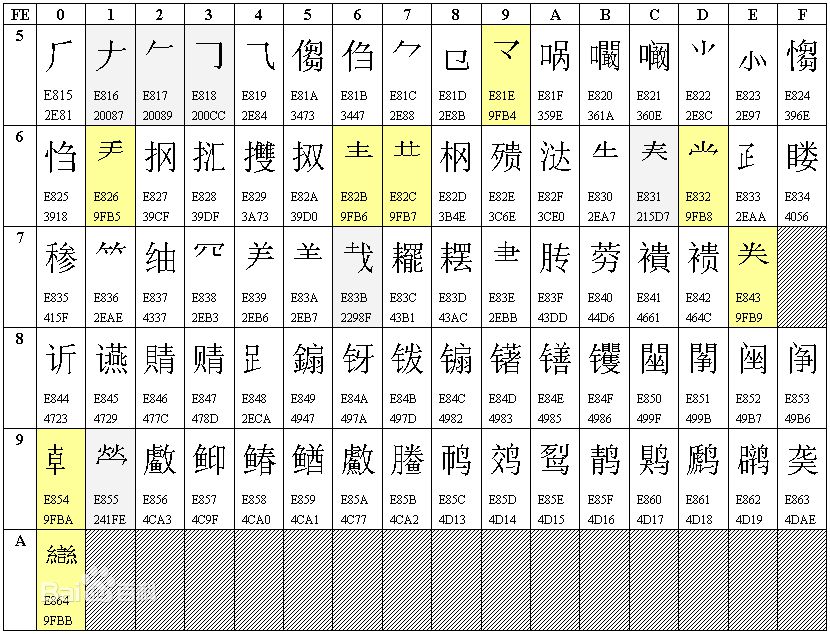 FE 0 1 2 3 4 5 6 7 8 9 A B C D E F
5 ⺁ 𠂇 𠂉 𠃌 ⺄ 㑳 㑇 ⺈ ⺋ 龴 㖞 㘚 㘎 ⺌ ⺗ 㥮
E815 E816 E817 E818 E819 E81A E81B E81C E81D E81E E81F E820 E821 E822 E823 E824
2E81 20087 20089 200CC 2E84 3473 3447 2E88 2E8B 9FB4 359E 361A 360E 2E8C 2E97 396E
6 㤘 龵 㧏 㧟 㩳 㧐 龶 龷 㭎 㱮 㳠 ⺧ 𡗗 龸 ⺪ 䁖
E825 E826 E827 E828 E829 E82A E82B E82C E82D E82E E82F E830 E831 E832 E833 E834
3918 9FB5 39CF 39DF 3A73 39D0 9FB6 9FB7 3B4E 3C6E 3CE0 2EA7 215D7 9FB8 2EAA 4056
7 䅟 ⺮ 䌷 ⺳ ⺶ ⺷ 𢦏 䎱 䎬 ⺻ 䏝 䓖 䙡 䙌 龹
E835 E836 E837 E838 E839 E83A E83B E83C E83D E83E E83F E840 E841 E842 E843
415F 2EAE 4337 2EB3 2EB6 2EB7 2298F 43B1 43AC 2EBB 43DD 44D6 4661 464C 9FB9
8 䜣 䜩 䝼 䞍 ⻊ 䥇 䥺 䥽 䦂 䦃 䦅 䦆 䦟 䦛 䦷 䦶
E844 E845 E846 E847 E848 E849 E84A E84B E84C E84D E84E E84F E850 E851 E852 E853
4723 4729 477C 478D 2ECA 4947 497A 497D 4982 4983 4985 4986 499F 499B 49B7 49B6
9 龺 𤇾 䲣 䲟 䲠 䲡 䱷 䲢 䴓 䴔 䴕 䴖 䴗 䴘 䴙 䶮
E854 E855 E856 E857 E858 E859 E85A E85B E85C E85D E85E E85F E860 E861 E862 E863
9FBA 241FE 4CA3 4C9F 4CA0 4CA1 4C77 4CA2 4D13 4D14 4D15 4D16 4D17 4D18 4D19 4DAE
A 龻
E864
9FBB
Bai百科